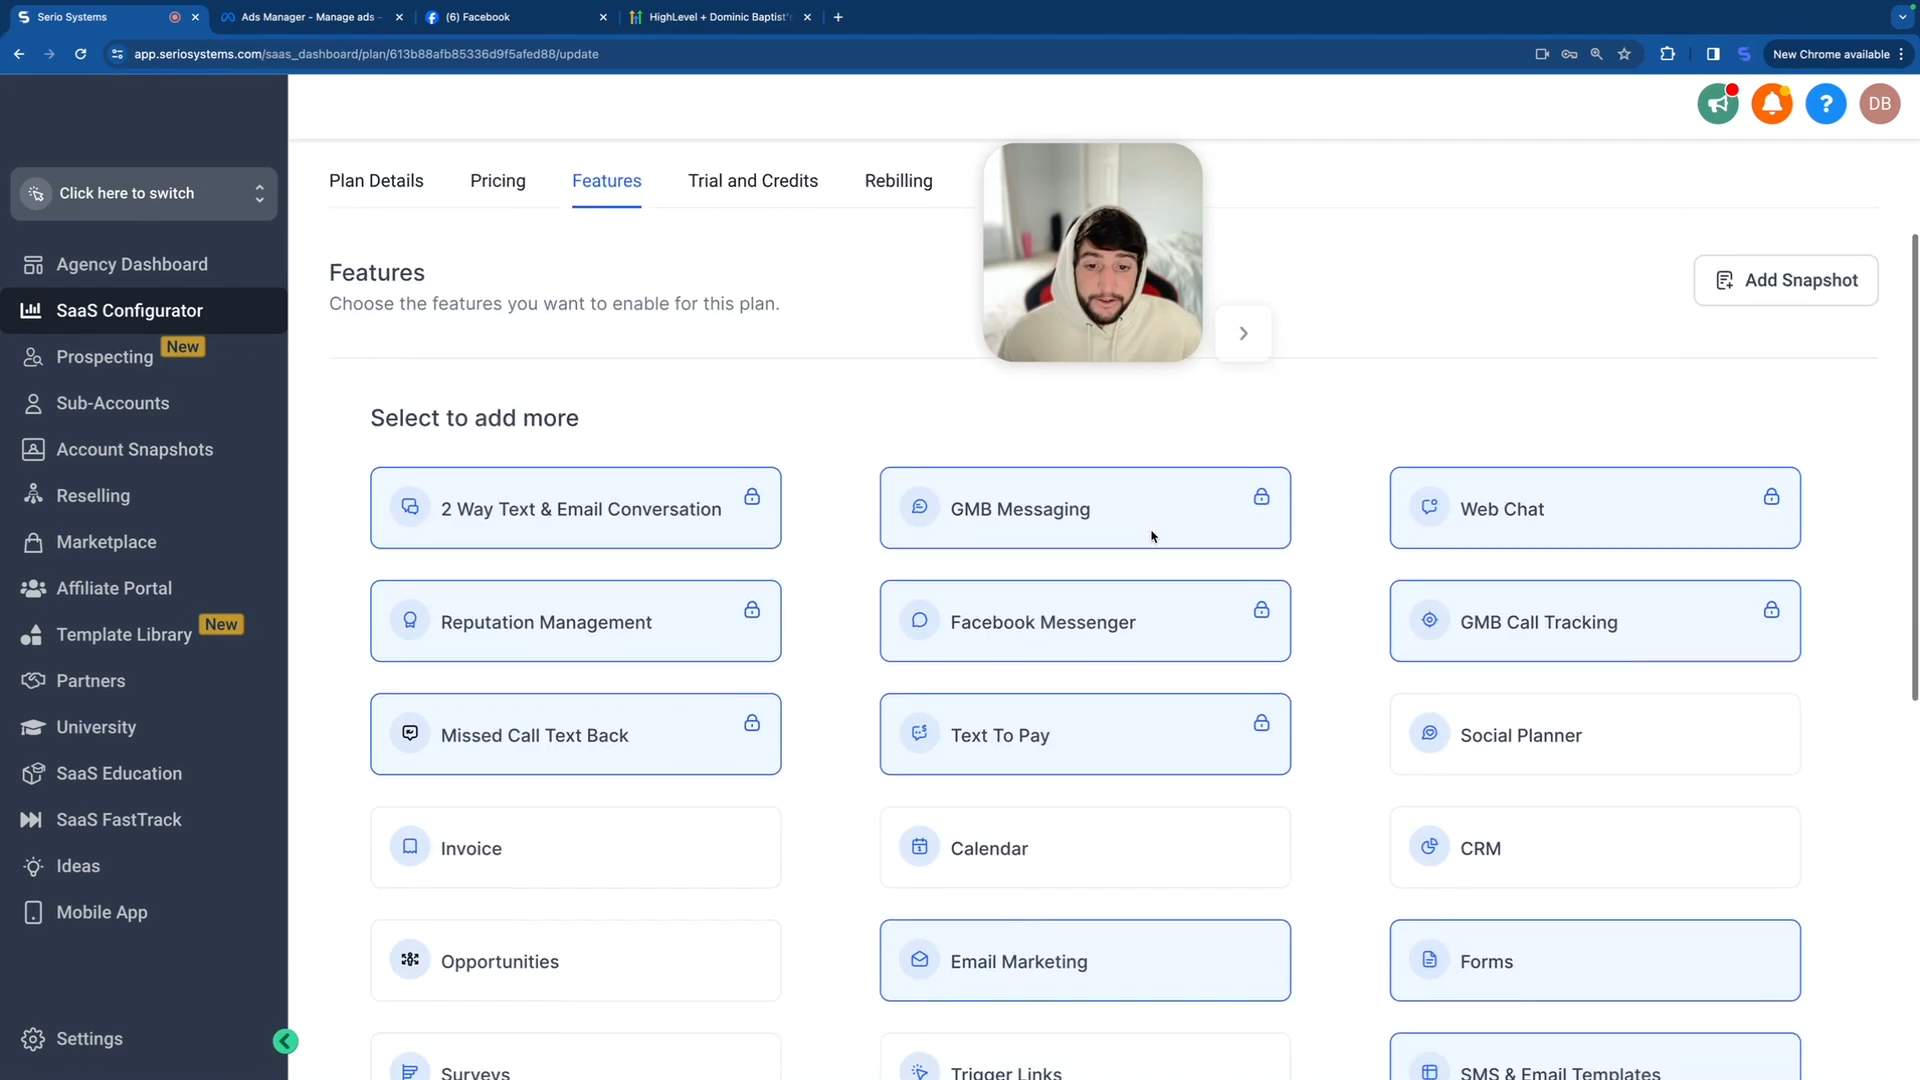 Serio Systems
Ads Manager - Manage ads -
(6) Facebook
HighLevel + Dominic Baptist's
app.seriosystems.com/saas_dashboard/plan/613b88afb85336d9f5afed88/update
New Chrome available
DB
Click here to switch
Agency Dashboard
SaaS Configurator
Prospecting New
Sub-Accounts
Account Snapshots
Reselling
Marketplace
Affiliate Portal
Template Library New
Partners
University
SaaS Education
SaaS FastTrack
Ideas
Mobile App
Settings
Plan Details Pricing Features Trial and Credits Rebilling
Features
Choose the features you want to enable for this plan.
Add Snapshot
Select to add more
2 Way Text & Email Conversation GMB Messaging Web Chat
Reputation Management Facebook Messenger GMB Call Tracking
Missed Call Text Back Text To Pay Social Planner
Invoice Calendar CRM
Opportunities Email Marketing Forms
Surveys Trigger Links SMS & Email Templates